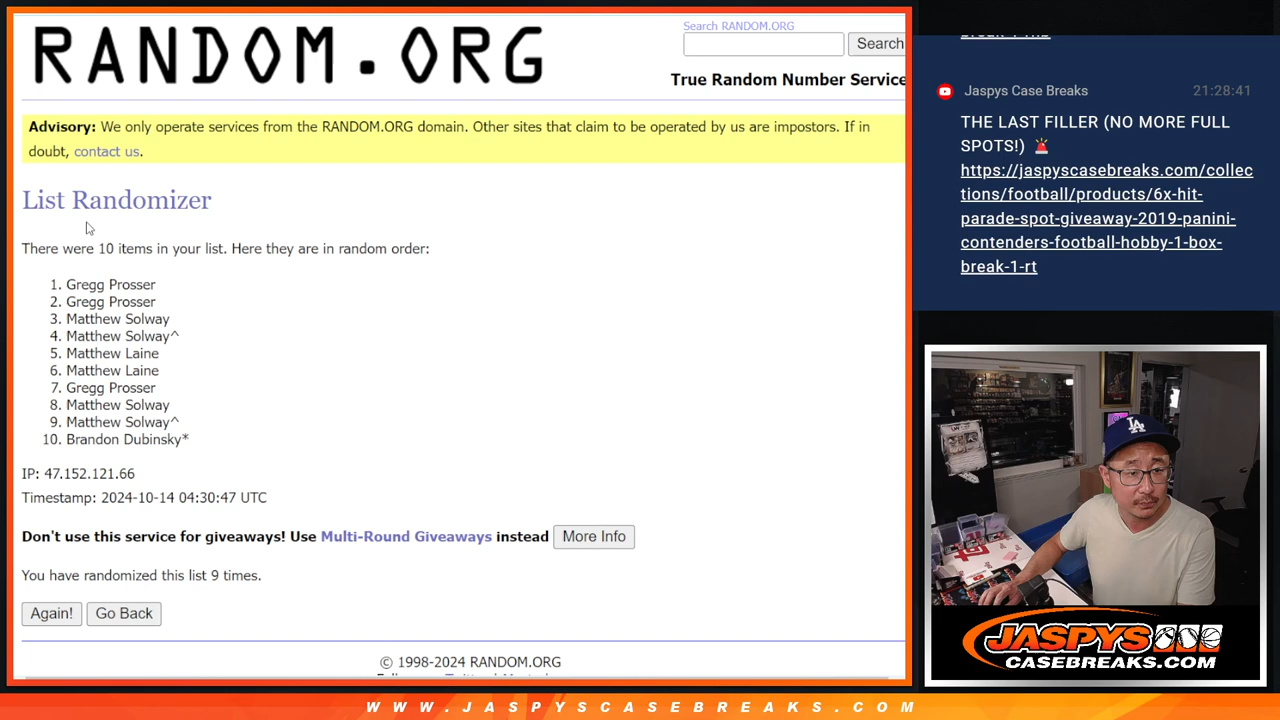 RANDOM.ORG
Search RANDOM.ORG
Search
True Random Number Service
Advisory: We only operate services from the RANDOM.ORG domain. Other sites that claim to be operated by us are impostors. If in
doubt, contact us.
List Randomizer
There were 10 items in your list. Here they are in random order:
1. Gregg Prosser
2. Gregg Prosser
3. Matthew Solway
4. Matthew Solway^
5. Matthew Laine
6. Matthew Laine
7. Gregg Prosser
8. Matthew Solway
9. Matthew Solway^
10. Brandon Dubinsky*
IP: 47.152.121.66
Timestamp: 2024-10-14 04:30:47 UTC
Don't use this service for giveaways! Use Multi-Round Giveaways instead More Info
You have randomized this list 9 times.
Again! Go Back
© 1998-2024 RANDOM.ORG
Jaspys Case Breaks 21:28:41
THE LAST FILLER (NO MORE FULL
SPOTS!) 🚨
https://jaspyscasebreaks.com/collec
tions/football/products/6x-hit-
parade-spot-giveaway-2019-panini-
contenders-football-hobby-1-box-
break-1-rt
LA
JASPYS
CASEBREAKS.COM
WWW.JASPYSCASEBREAKS.COM